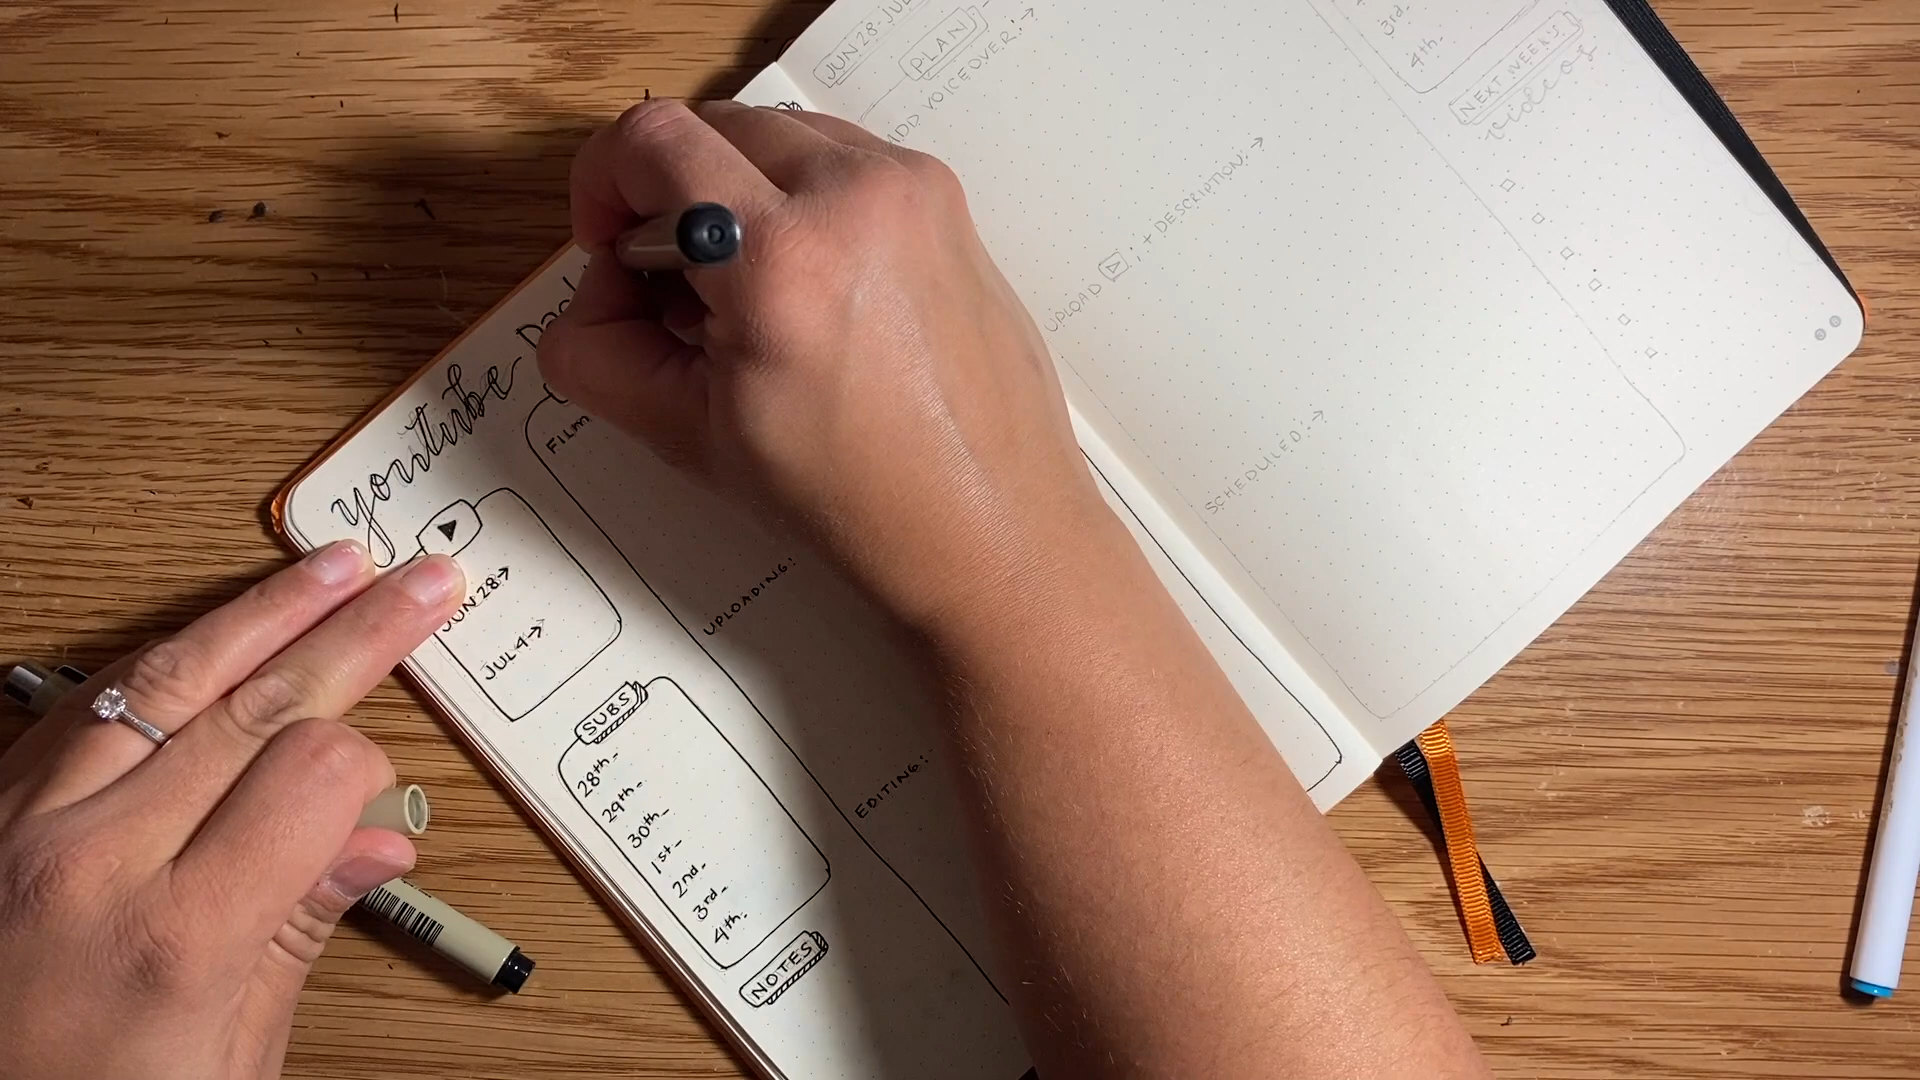 youtube
JUN 28→
JUL 4→
SUBS
28th-
29th-
30th-
1st-
2nd-
3rd-
4th-
NOTES
FILM
UPLOADING:
EDITING:
JUN 28-
PLAN
ADD VOICEOVER:→
UPLOAD ; + DESCRIPTION:→
SCHEDULED:→
3rd-
4th-
NEXT WEEK'S
videos